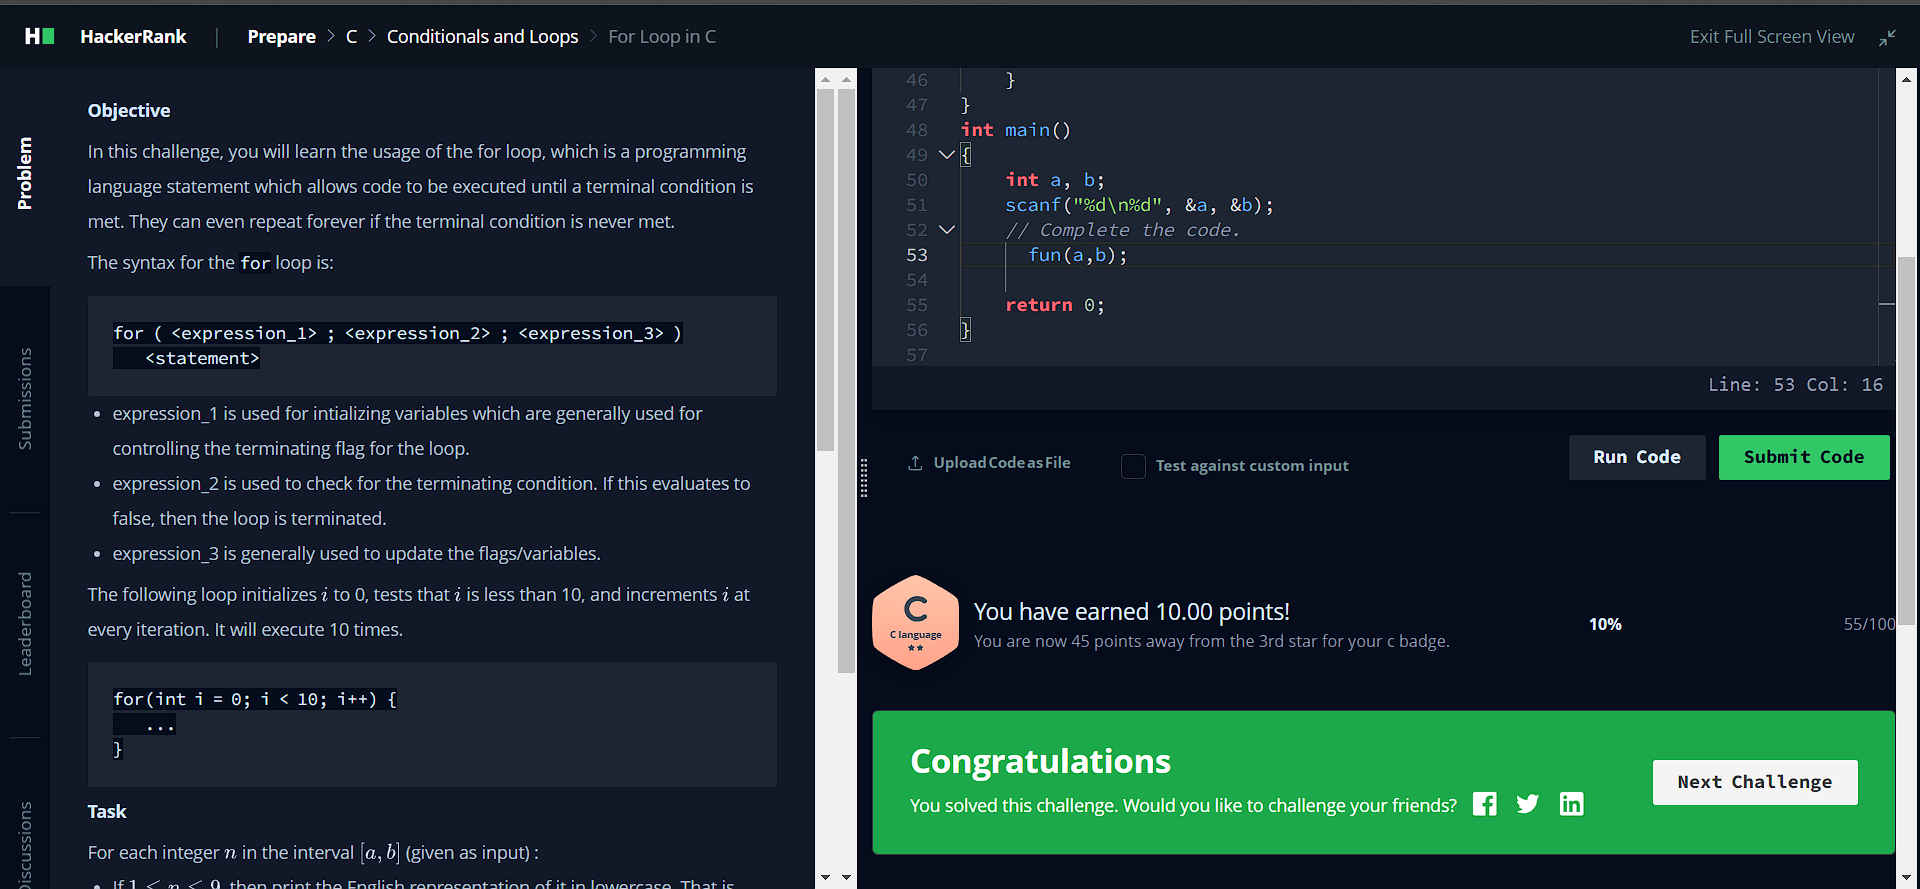 H
HackerRank | Prepare > C > Conditionals and Loops > For Loop in C
Exit Full Screen View
Problem
Submissions
Leaderboard
Discussions
Objective
In this challenge, you will learn the usage of the for loop, which is a programming
language statement which allows code to be executed until a terminal condition is
met. They can even repeat forever if the terminal condition is never met.
The syntax for the for loop is:
for ( <expression_1> ; <expression_2> ; <expression_3> )
<statement>
• expression_1 is used for intializing variables which are generally used for
controlling the terminating flag for the loop.
• expression_2 is used to check for the terminating condition. If this evaluates to
false, then the loop is terminated.
• expression_3 is generally used to update the flags/variables.
The following loop initializes i to 0, tests that i is less than 10, and increments i at
every iteration. It will execute 10 times.
for(int i = 0; i < 10; i++) {
...
}
Task
For each integer n in the interval [a, b] (given as input) :
• If 1 ≤ n ≤ 9, then print the English representation of it in lowercase. That is
46 }
47 }
48 int main()
49 {
50 int a, b;
51 scanf("%d\n%d", &a, &b);
52 // Complete the code.
53 fun(a,b);
54
55 return 0;
56 }
57
Line: 53 Col: 16
Upload Code as File
Test against custom input
Run Code
Submit Code
C
C language
You have earned 10.00 points!
You are now 45 points away from the 3rd star for your c badge.
10%
55/100
Congratulations
You solved this challenge. Would you like to challenge your friends?
Next Challenge